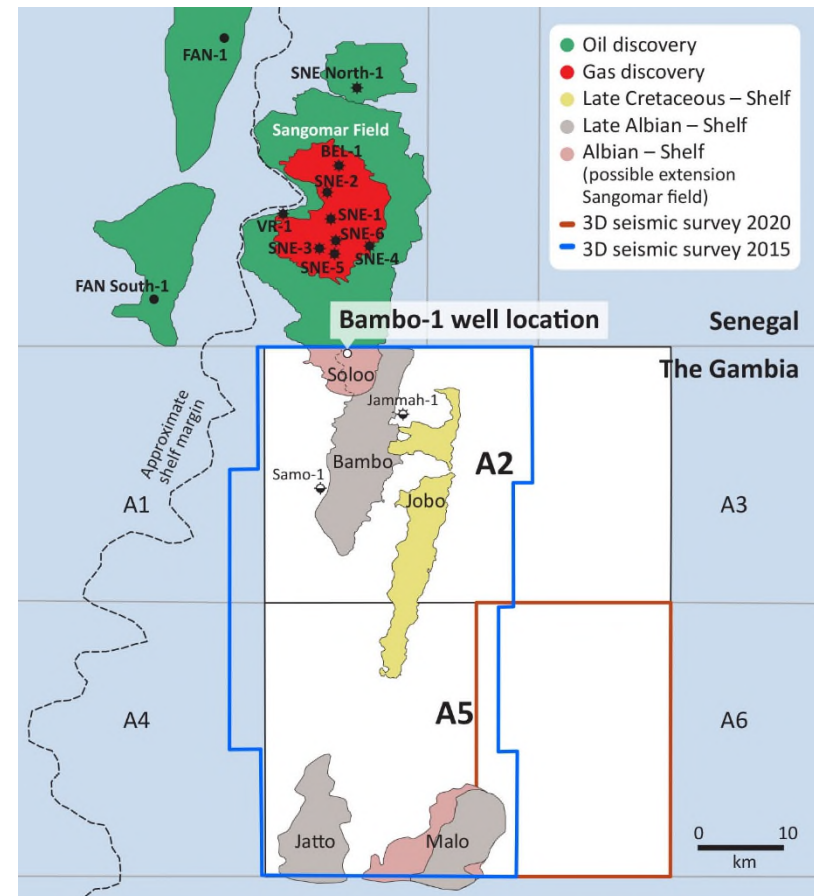 FAN-1
SNE North-1
Sangomar Field
BEL-1
SNE-2
VR-1
SNE-1
SNE-6
SNE-3
SNE-4
SNE-5
FAN South-1
Oil discovery
Gas discovery
Late Cretaceous – Shelf
Late Albian – Shelf
Albian – Shelf
(possible extension
Sangomar field)
3D seismic survey 2020
3D seismic survey 2015
Bambo-1 well location
Senegal
The Gambia
Soloo
Jammah-1
Approximate
shelf margin
Bambo
A2
Samo-1
Jobo
A1
A3
A4
A5
A6
Jatto
Malo
0 10
km